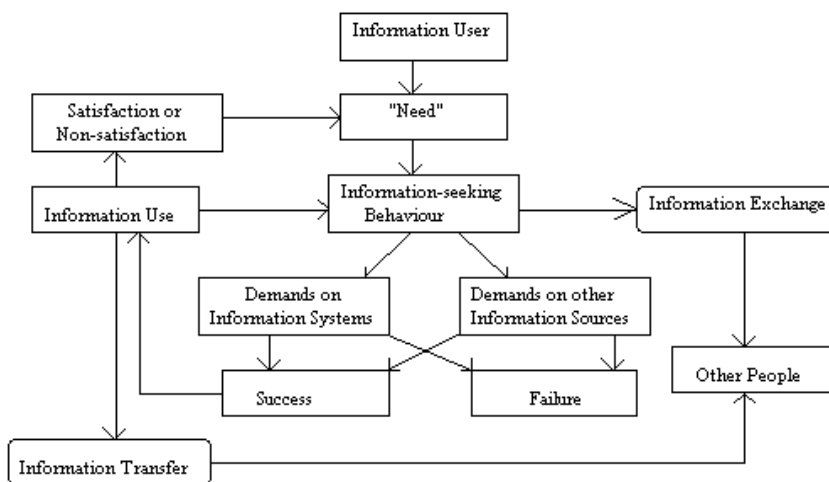 Information User
Satisfaction or
Non-satisfaction
"Need"
Information Use
Information-seeking
Behaviour
Information Exchange
Demands on
Information Systems
Demands on other
Information Sources
Other People
Success
Failure
Information Transfer